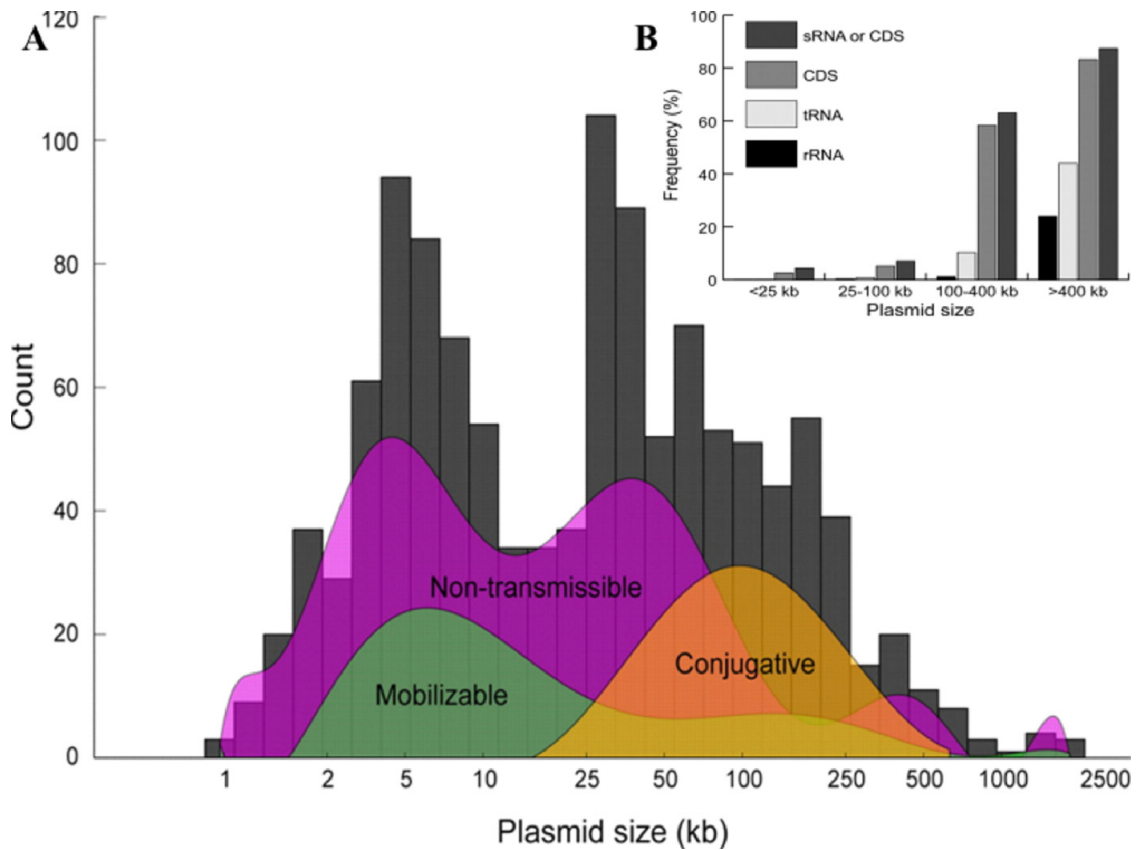 A
120
100
80
60
40
20
0
Count
Non-transmissible
Mobilizable
Conjugative
1 2 5 10 25 50 100 250 500 1000 2500
Plasmid size (kb)
B
100
80
60
40
20
0
Frequency (%)
sRNA or CDS
CDS
tRNA
rRNA
<25 kb 25-100 kb 100-400 kb >400 kb
Plasmid size